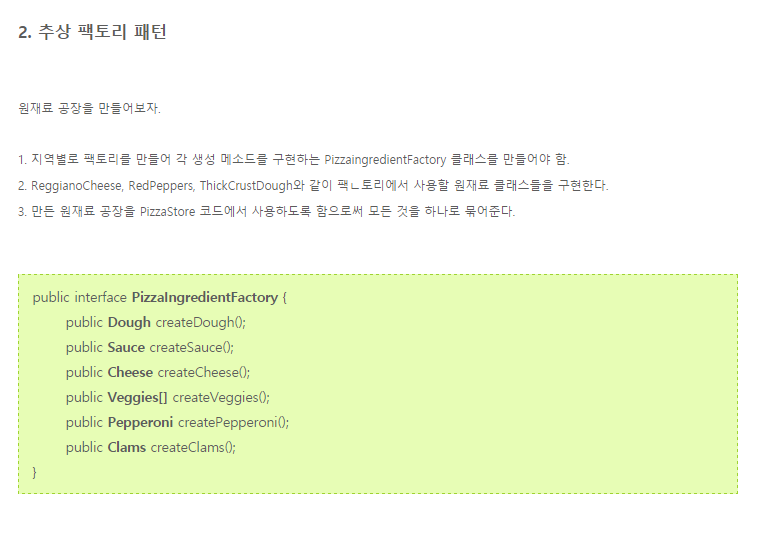 2. 추상 팩토리 패턴
원재료 공장을 만들어보자.
1. 지역별로 팩토리를 만들어 각 생성 메소드를 구현하는 PizzaingredientFactory 클래스를 만들어야 함.
2. ReggianoCheese, RedPeppers, ThickCrustDough와 같이 팩ㄴ토리에서 사용할 원재료 클래스들을 구현한다.
3. 만든 원재료 공장을 PizzaStore 코드에서 사용하도록 함으로써 모든 것을 하나로 묶어준다.
public interface PizzaIngredientFactory {
public Dough createDough();
public Sauce createSauce();
public Cheese createCheese();
public Veggies[] createVeggies();
public Pepperoni createPepperoni();
public Clams createClams();
}